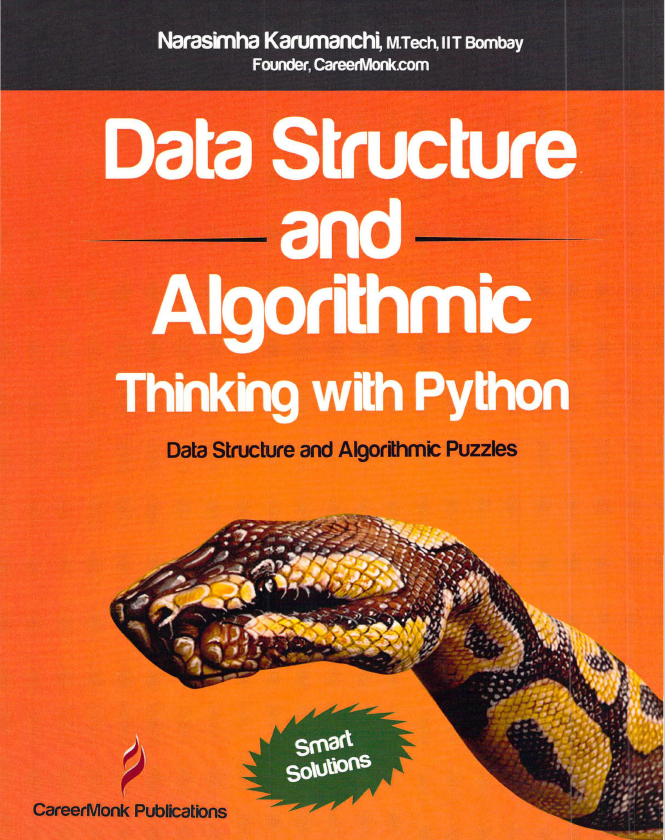 Narasimha Karumanchi, M.Tech, IIT Bombay
Founder, CareerMonk.com
Data Structure
and
Algorithmic
Thinking with Python
Data Structure and Algorithmic Puzzles
Smart
Solutions
CareerMonk Publications